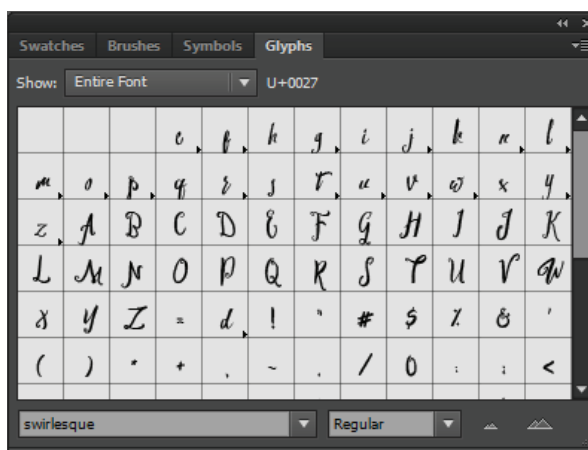 Swatches Brushes Symbols Glyphs
Show: Entire Font U+0027
e f h g i j k n l
m o p q r s t u v w x y
z A B C D E F G H I J K
L M N O P Q R S T U V W
X Y Z = d ! " # $ % & '
( ) * + , ~ . / 0 : ; <
swirlesque Regular